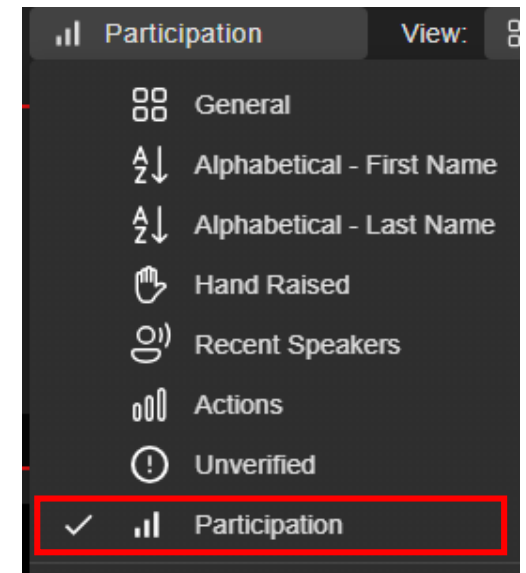 Participation View:
General
Alphabetical - First Name
Alphabetical - Last Name
Hand Raised
Recent Speakers
Actions
Unverified
Participation